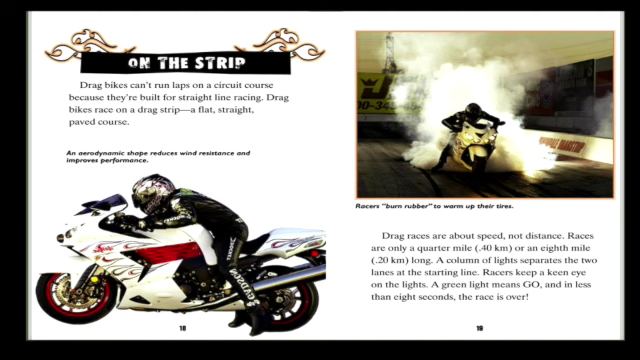 ON THE STRIP
Drag bikes can't run laps on a circuit course
because they're built for straight line racing. Drag
bikes race on a drag strip—a flat, straight,
paved course.
An aerodynamic shape reduces wind resistance and
improves performance.
18
Racers “burn rubber” to warm up their tires.
Drag races are about speed, not distance. Races
are only a quarter mile (.40 km) or an eighth mile
(.20 km) long. A column of lights separates the two
lanes at the starting line. Racers keep a keen eye
on the lights. A green light means GO, and in less
than eight seconds, the race is over!
19